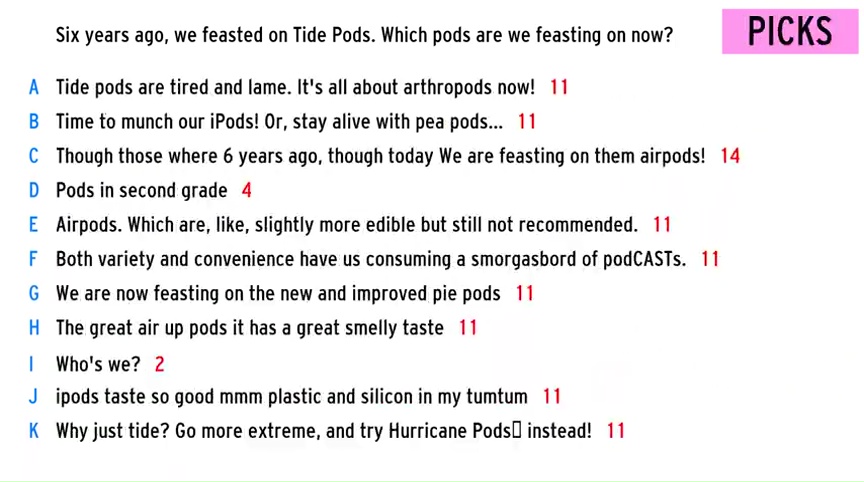 Six years ago, we feasted on Tide Pods. Which pods are we feasting on now?
PICKS
A Tide pods are tired and lame. It's all about arthropods now! 11
B Time to munch our iPods! Or, stay alive with pea pods... 11
C Though those where 6 years ago, though today We are feasting on them airpods! 14
D Pods in second grade 4
E Airpods. Which are, like, slightly more edible but still not recommended. 11
F Both variety and convenience have us consuming a smorgasbord of podCASTs. 11
G We are now feasting on the new and improved pie pods 11
H The great air up pods it has a great smelly taste 11
I Who's we? 2
J ipods taste so good mmm plastic and silicon in my tumtum 11
K Why just tide? Go more extreme, and try Hurricane Pods▯ instead! 11